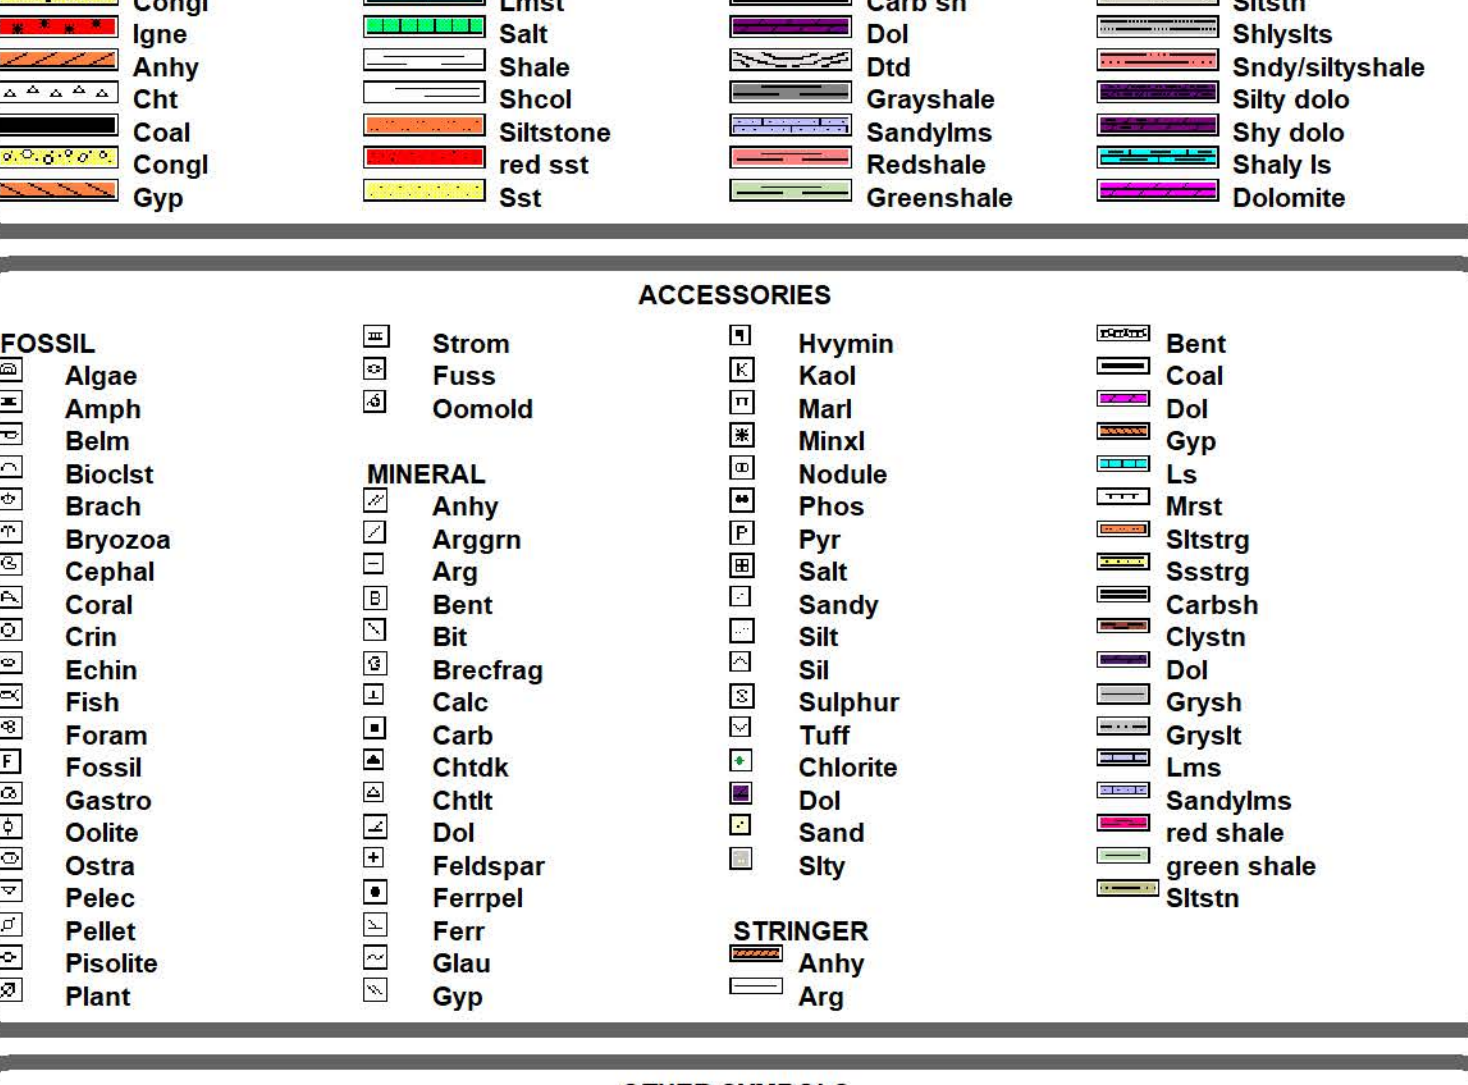 Congl
Igne
Anhy
Cht
Coal
Congl
Gyp
Lmst
Salt
Shale
Shcol
Siltstone
red sst
Sst
Carb sh
Dol
Dtd
Grayshale
Sandylms
Redshale
Greenshale
Sltstn
Shlyslts
Sndy/siltyshale
Silty dolo
Shy dolo
Shaly ls
Dolomite
ACCESSORIES
FOSSIL
Algae
Amph
Belm
Bioclst
Brach
Bryozoa
Cephal
Coral
Crin
Echin
Fish
Foram
F Fossil
Gastro
Oolite
Ostra
Pelec
Pellet
Pisolite
Plant
Strom
Fuss
Oomold
MINERAL
Anhy
Arggrn
Arg
B Bent
Bit
Brecfrag
Calc
Carb
Chtdk
Chtlt
Dol
Feldspar
Ferrpel
Ferr
Glau
Gyp
Hvymin
K Kaol
Marl
Minxl
Nodule
Phos
P Pyr
Salt
Sandy
Silt
Sil
S Sulphur
Tuff
Chlorite
Dol
Sand
Slty
STRINGER
Anhy
Arg
Bent
Coal
Dol
Gyp
Ls
Mrst
Sltstrg
Ssstrg
Carbsh
Clystn
Dol
Grysh
Gryslt
Lms
Sandylms
red shale
green shale
Sltstn
OTHER SYMBOLS